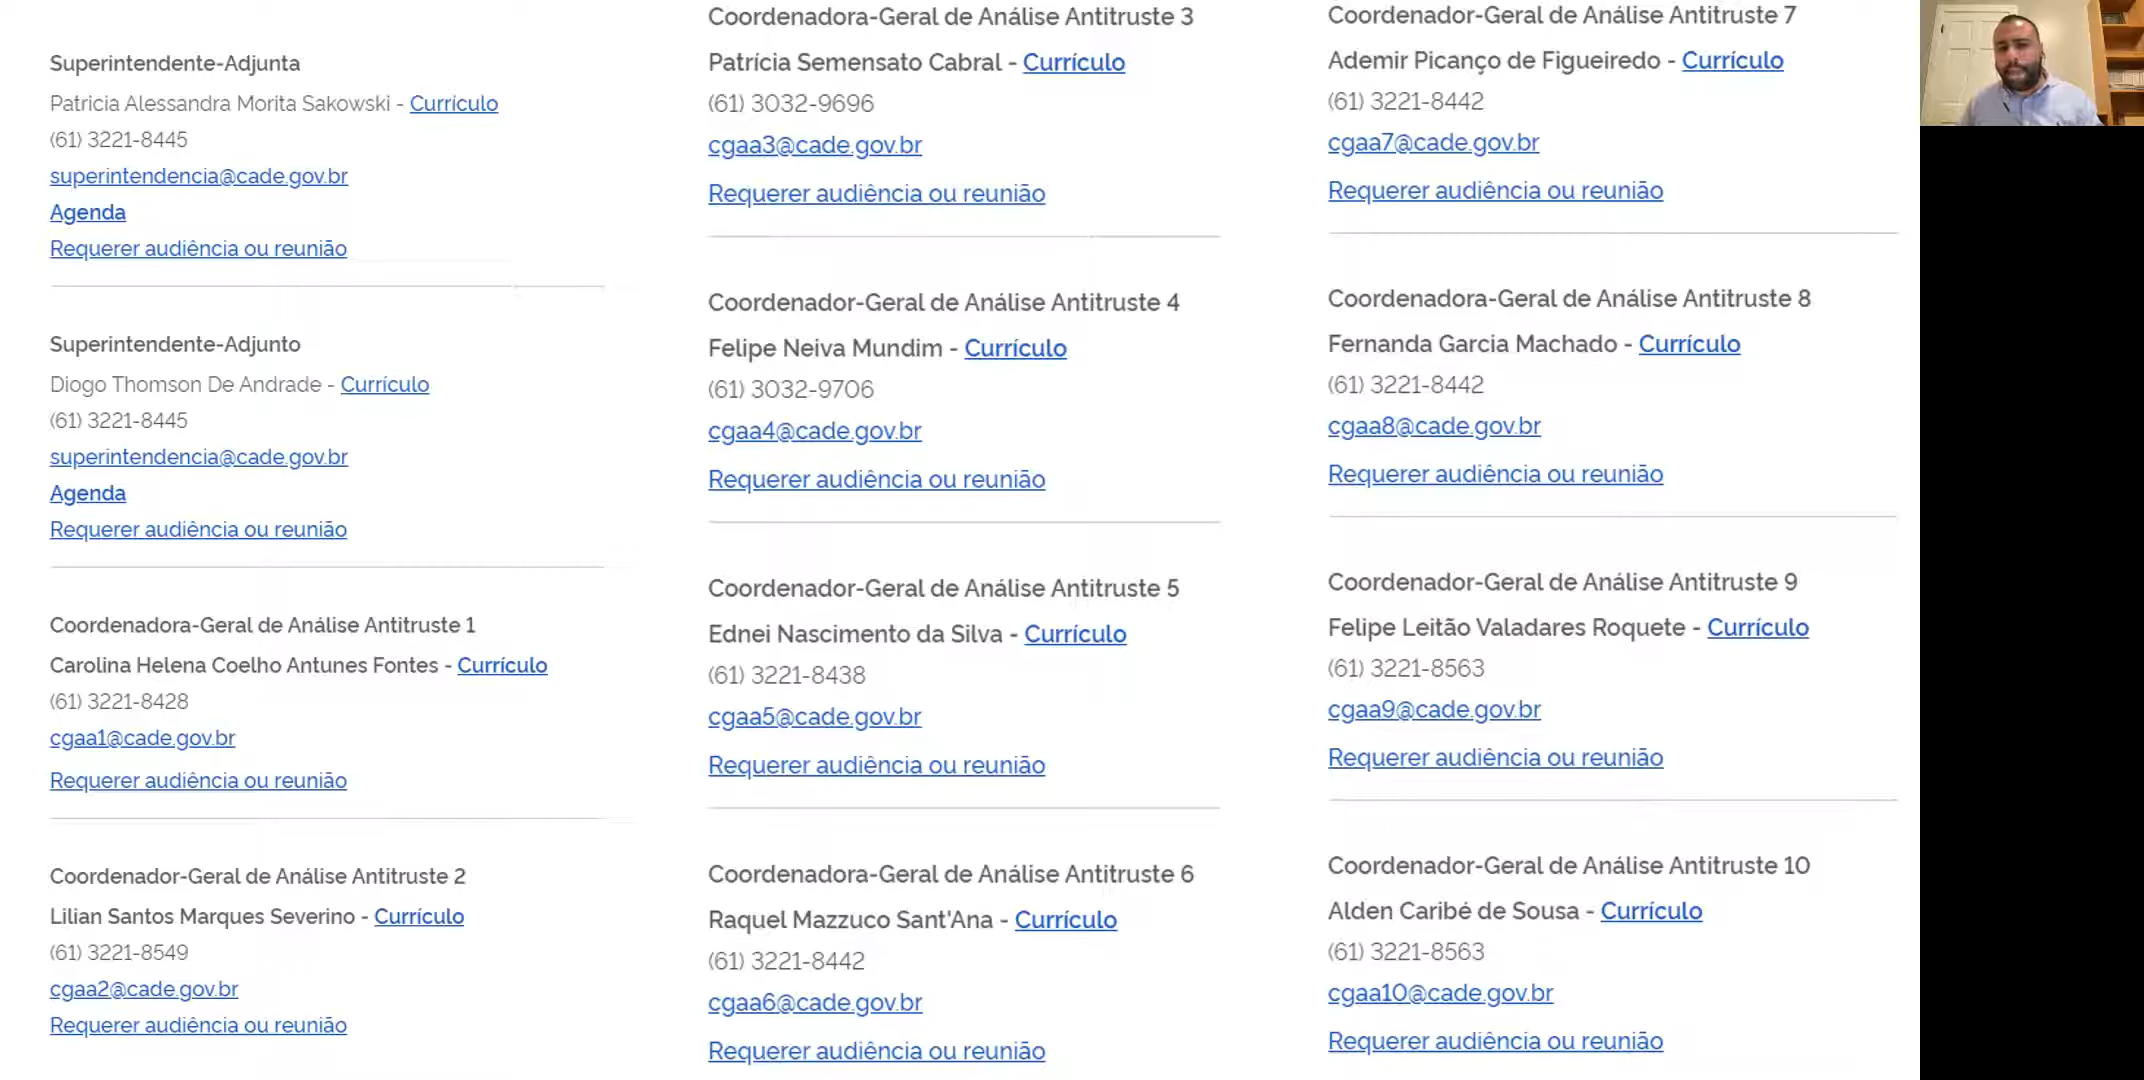 Superintendente-Adjunta
Patricia Alessandra Morita Sakowski - Currículo
(61) 3221-8445
superintendencia@cade.gov.br
Agenda
Requerer audiência ou reunião
Superintendente-Adjunto
Diogo Thomson De Andrade - Currículo
(61) 3221-8445
superintendencia@cade.gov.br
Agenda
Requerer audiência ou reunião
Coordenadora-Geral de Análise Antitruste 1
Carolina Helena Coelho Antunes Fontes - Currículo
(61) 3221-8428
cgaa1@cade.gov.br
Requerer audiência ou reunião
Coordenador-Geral de Análise Antitruste 2
Lilian Santos Marques Severino - Currículo
(61) 3221-8549
cgaa2@cade.gov.br
Requerer audiência ou reunião
Coordenadora-Geral de Análise Antitruste 3
Patrícia Semensato Cabral - Currículo
(61) 3032-9696
cgaa3@cade.gov.br
Requerer audiência ou reunião
Coordenador-Geral de Análise Antitruste 4
Felipe Neiva Mundim - Currículo
(61) 3032-9706
cgaa4@cade.gov.br
Requerer audiência ou reunião
Coordenador-Geral de Análise Antitruste 5
Ednei Nascimento da Silva - Currículo
(61) 3221-8438
cgaa5@cade.gov.br
Requerer audiência ou reunião
Coordenadora-Geral de Análise Antitruste 6
Raquel Mazzuco Sant'Ana - Currículo
(61) 3221-8442
cgaa6@cade.gov.br
Requerer audiência ou reunião
Coordenador-Geral de Análise Antitruste 7
Ademir Picanço de Figueiredo - Currículo
(61) 3221-8442
cgaa7@cade.gov.br
Requerer audiência ou reunião
Coordenadora-Geral de Análise Antitruste 8
Fernanda Garcia Machado - Currículo
(61) 3221-8442
cgaa8@cade.gov.br
Requerer audiência ou reunião
Coordenador-Geral de Análise Antitruste 9
Felipe Leitão Valadares Roquete - Currículo
(61) 3221-8563
cgaa9@cade.gov.br
Requerer audiência ou reunião
Coordenador-Geral de Análise Antitruste 10
Alden Caribé de Sousa - Currículo
(61) 3221-8563
cgaa10@cade.gov.br
Requerer audiência ou reunião